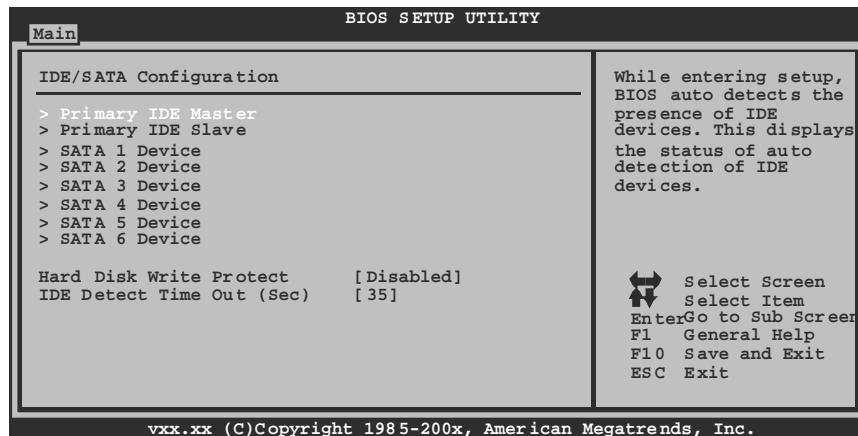 BIOS SETUP UTILITY
Main
IDE/SATA Configuration
> Primary IDE Master
> Primary IDE Slave
> SATA 1 Device
> SATA 2 Device
> SATA 3 Device
> SATA 4 Device
> SATA 5 Device
> SATA 6 Device
Hard Disk Write Protect [Disabled]
IDE Detect Time Out (Sec) [35]
While entering setup,
BIOS auto detects the
presence of IDE
devices. This displays
the status of auto
detection of IDE
devices.
Select Screen
Select Item
Enter Go to Sub Screen
F1 General Help
F10 Save and Exit
ESC Exit
vxx.xx (C)Copyright 1985-200x, American Megatrends, Inc.